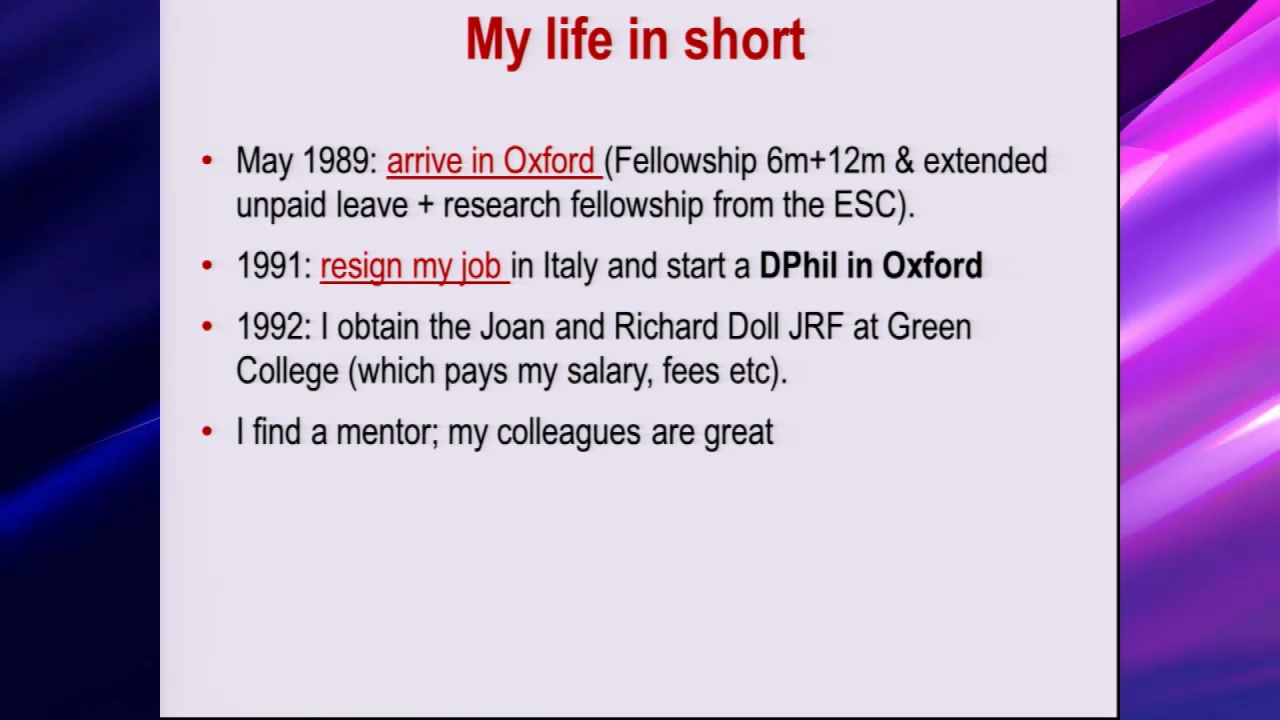 My life in short
• May 1989: arrive in Oxford (Fellowship 6m+12m & extended
unpaid leave + research fellowship from the ESC).
• 1991: resign my job in Italy and start a DPhil in Oxford
• 1992: I obtain the Joan and Richard Doll JRF at Green
College (which pays my salary, fees etc).
• I find a mentor; my colleagues are great